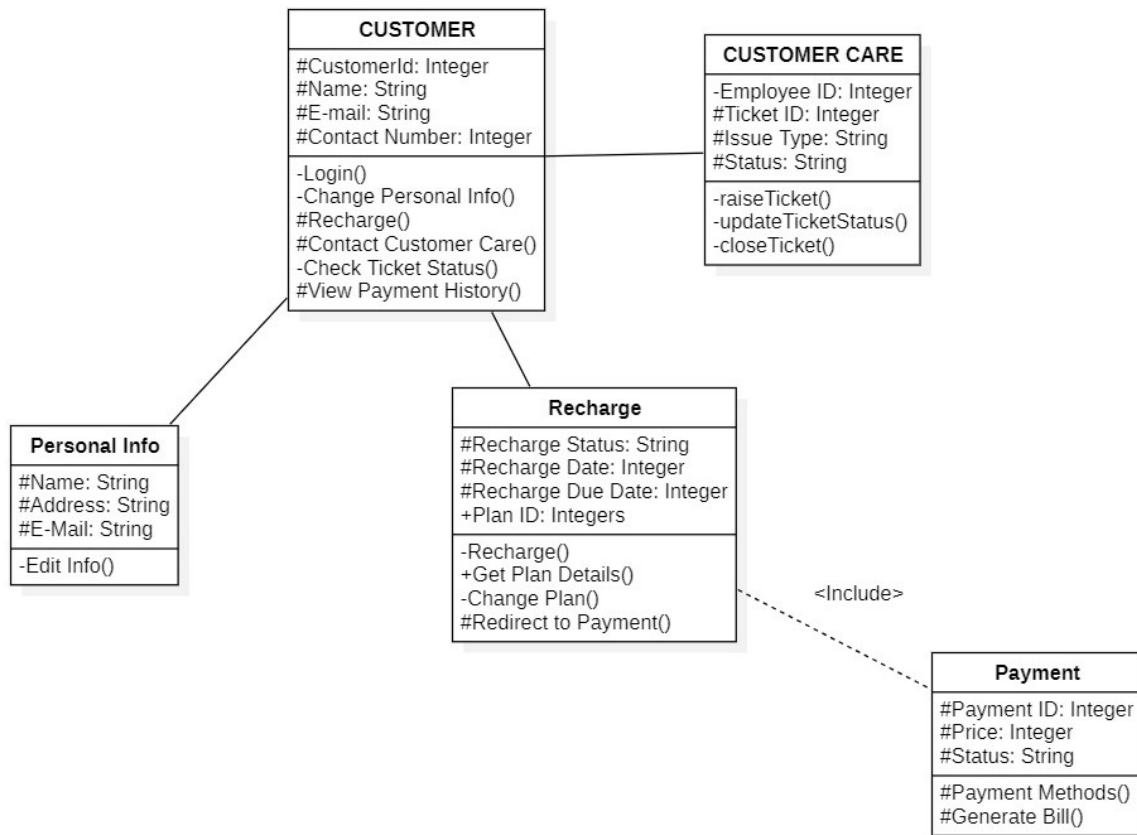 CUSTOMER
#CustomerId: Integer
#Name: String
#E-mail: String
#Contact Number: Integer
-Login()
-Change Personal Info()
#Recharge()
#Contact Customer Care()
-Check Ticket Status()
#View Payment History()
CUSTOMER CARE
-Employee ID: Integer
#Ticket ID: Integer
#Issue Type: String
#Status: String
-raiseTicket()
-updateTicketStatus()
-closeTicket()
Personal Info
#Name: String
#Address: String
#E-Mail: String
-Edit Info()
Recharge
#Recharge Status: String
#Recharge Date: Integer
#Recharge Due Date: Integer
+Plan ID: Integers
-Recharge()
+Get Plan Details()
-Change Plan()
#Redirect to Payment()
<Include>
Payment
#Payment ID: Integer
#Price: Integer
#Status: String
#Payment Methods()
#Generate Bill()